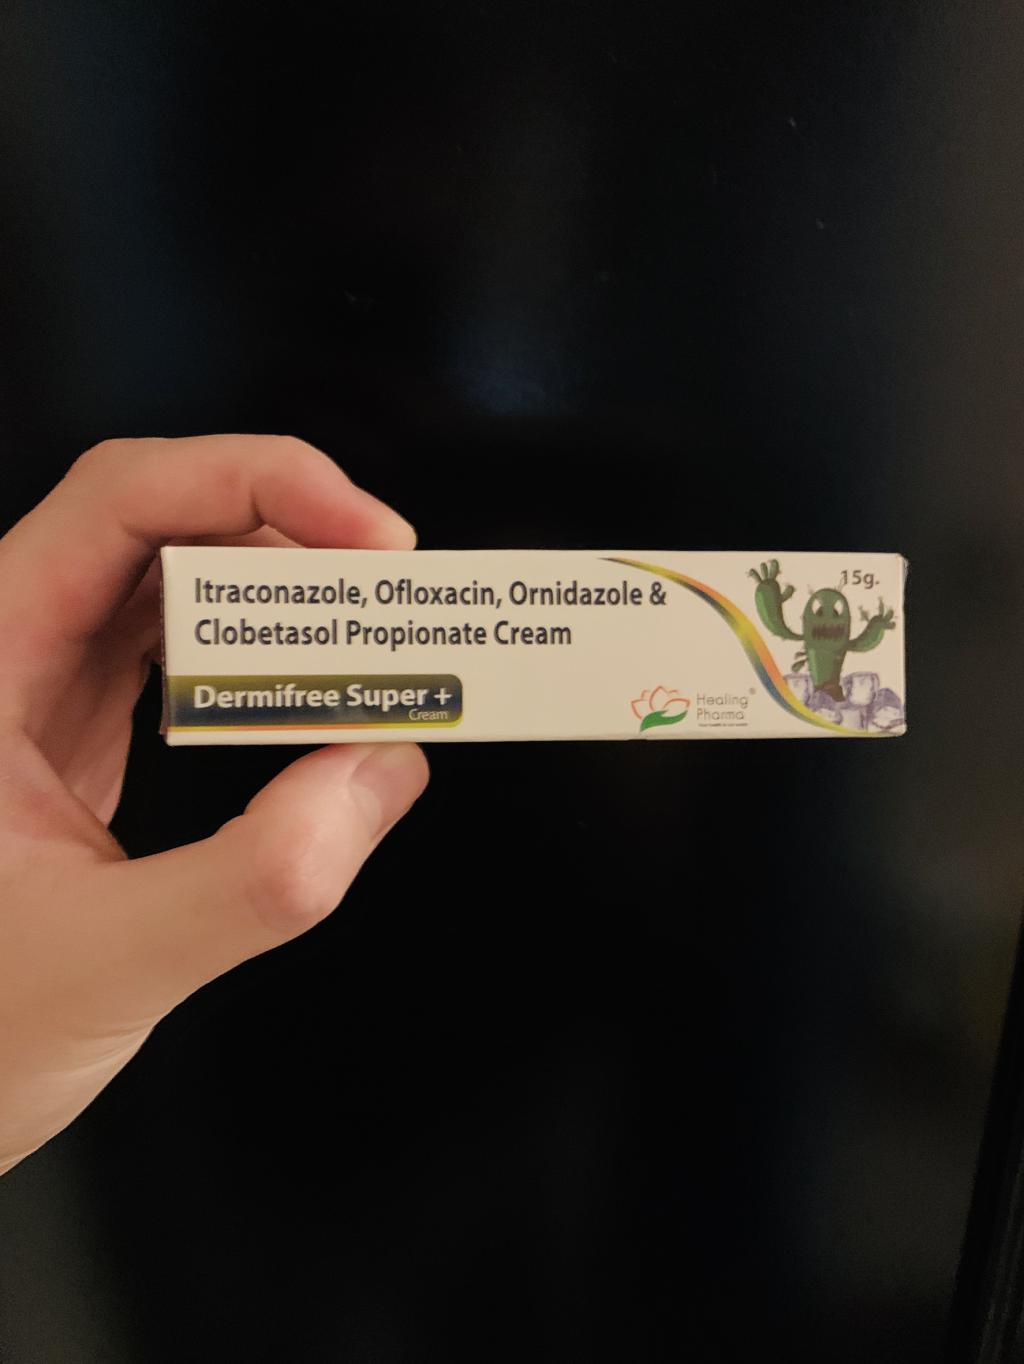 Itraconazole, Ofloxacin, Ornidazole &
Clobetasol Propionate Cream
15g.
Dermifree Super +
Cream
Healing®
Pharma